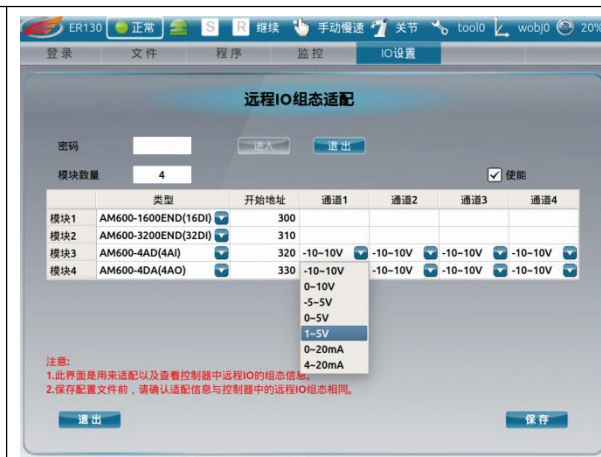 ER130 正常 S R 继续 手动慢速 关节 tool0 wobj0 20%
登录 文件 程序 监控 IO设置
远程IO组态适配
密码 进入 退出
模块数量 4 使能
类型 开始地址 通道1 通道2 通道3 通道4
模块1 AM600-1600END(16DI) 300
模块2 AM600-3200END(32DI) 310
模块3 AM600-4AD(4AI) 320 -10~10V -10~10V -10~10V -10~10V
模块4 AM600-4DA(4AO) 330 -10~10V -10~10V -10~10V -10~10V
0~10V
-5~5V
0~5V
1~5V
0~20mA
4~20mA
注意:
1.此界面是用来适配以及查看控制器中远程IO的组态信息。
2.保存配置文件前，请确认适配信息与控制器中的远程IO组态相同。
退出 保存